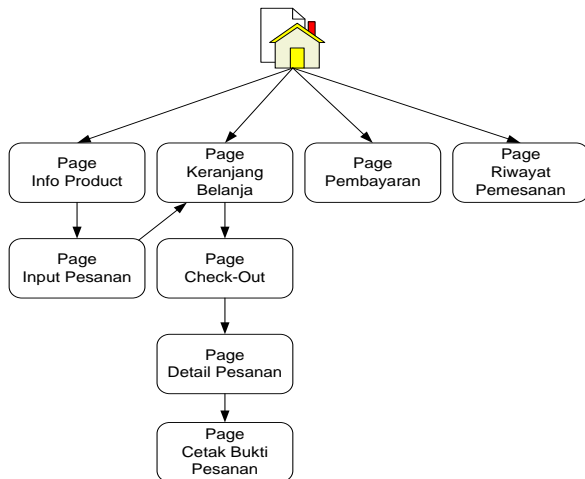 Page
Info Product
Page
Keranjang
Belanja
Page
Pembayaran
Page
Riwayat
Pemesanan
Page
Input Pesanan
Page
Check-Out
Page
Detail Pesanan
Page
Cetak Bukti
Pesanan